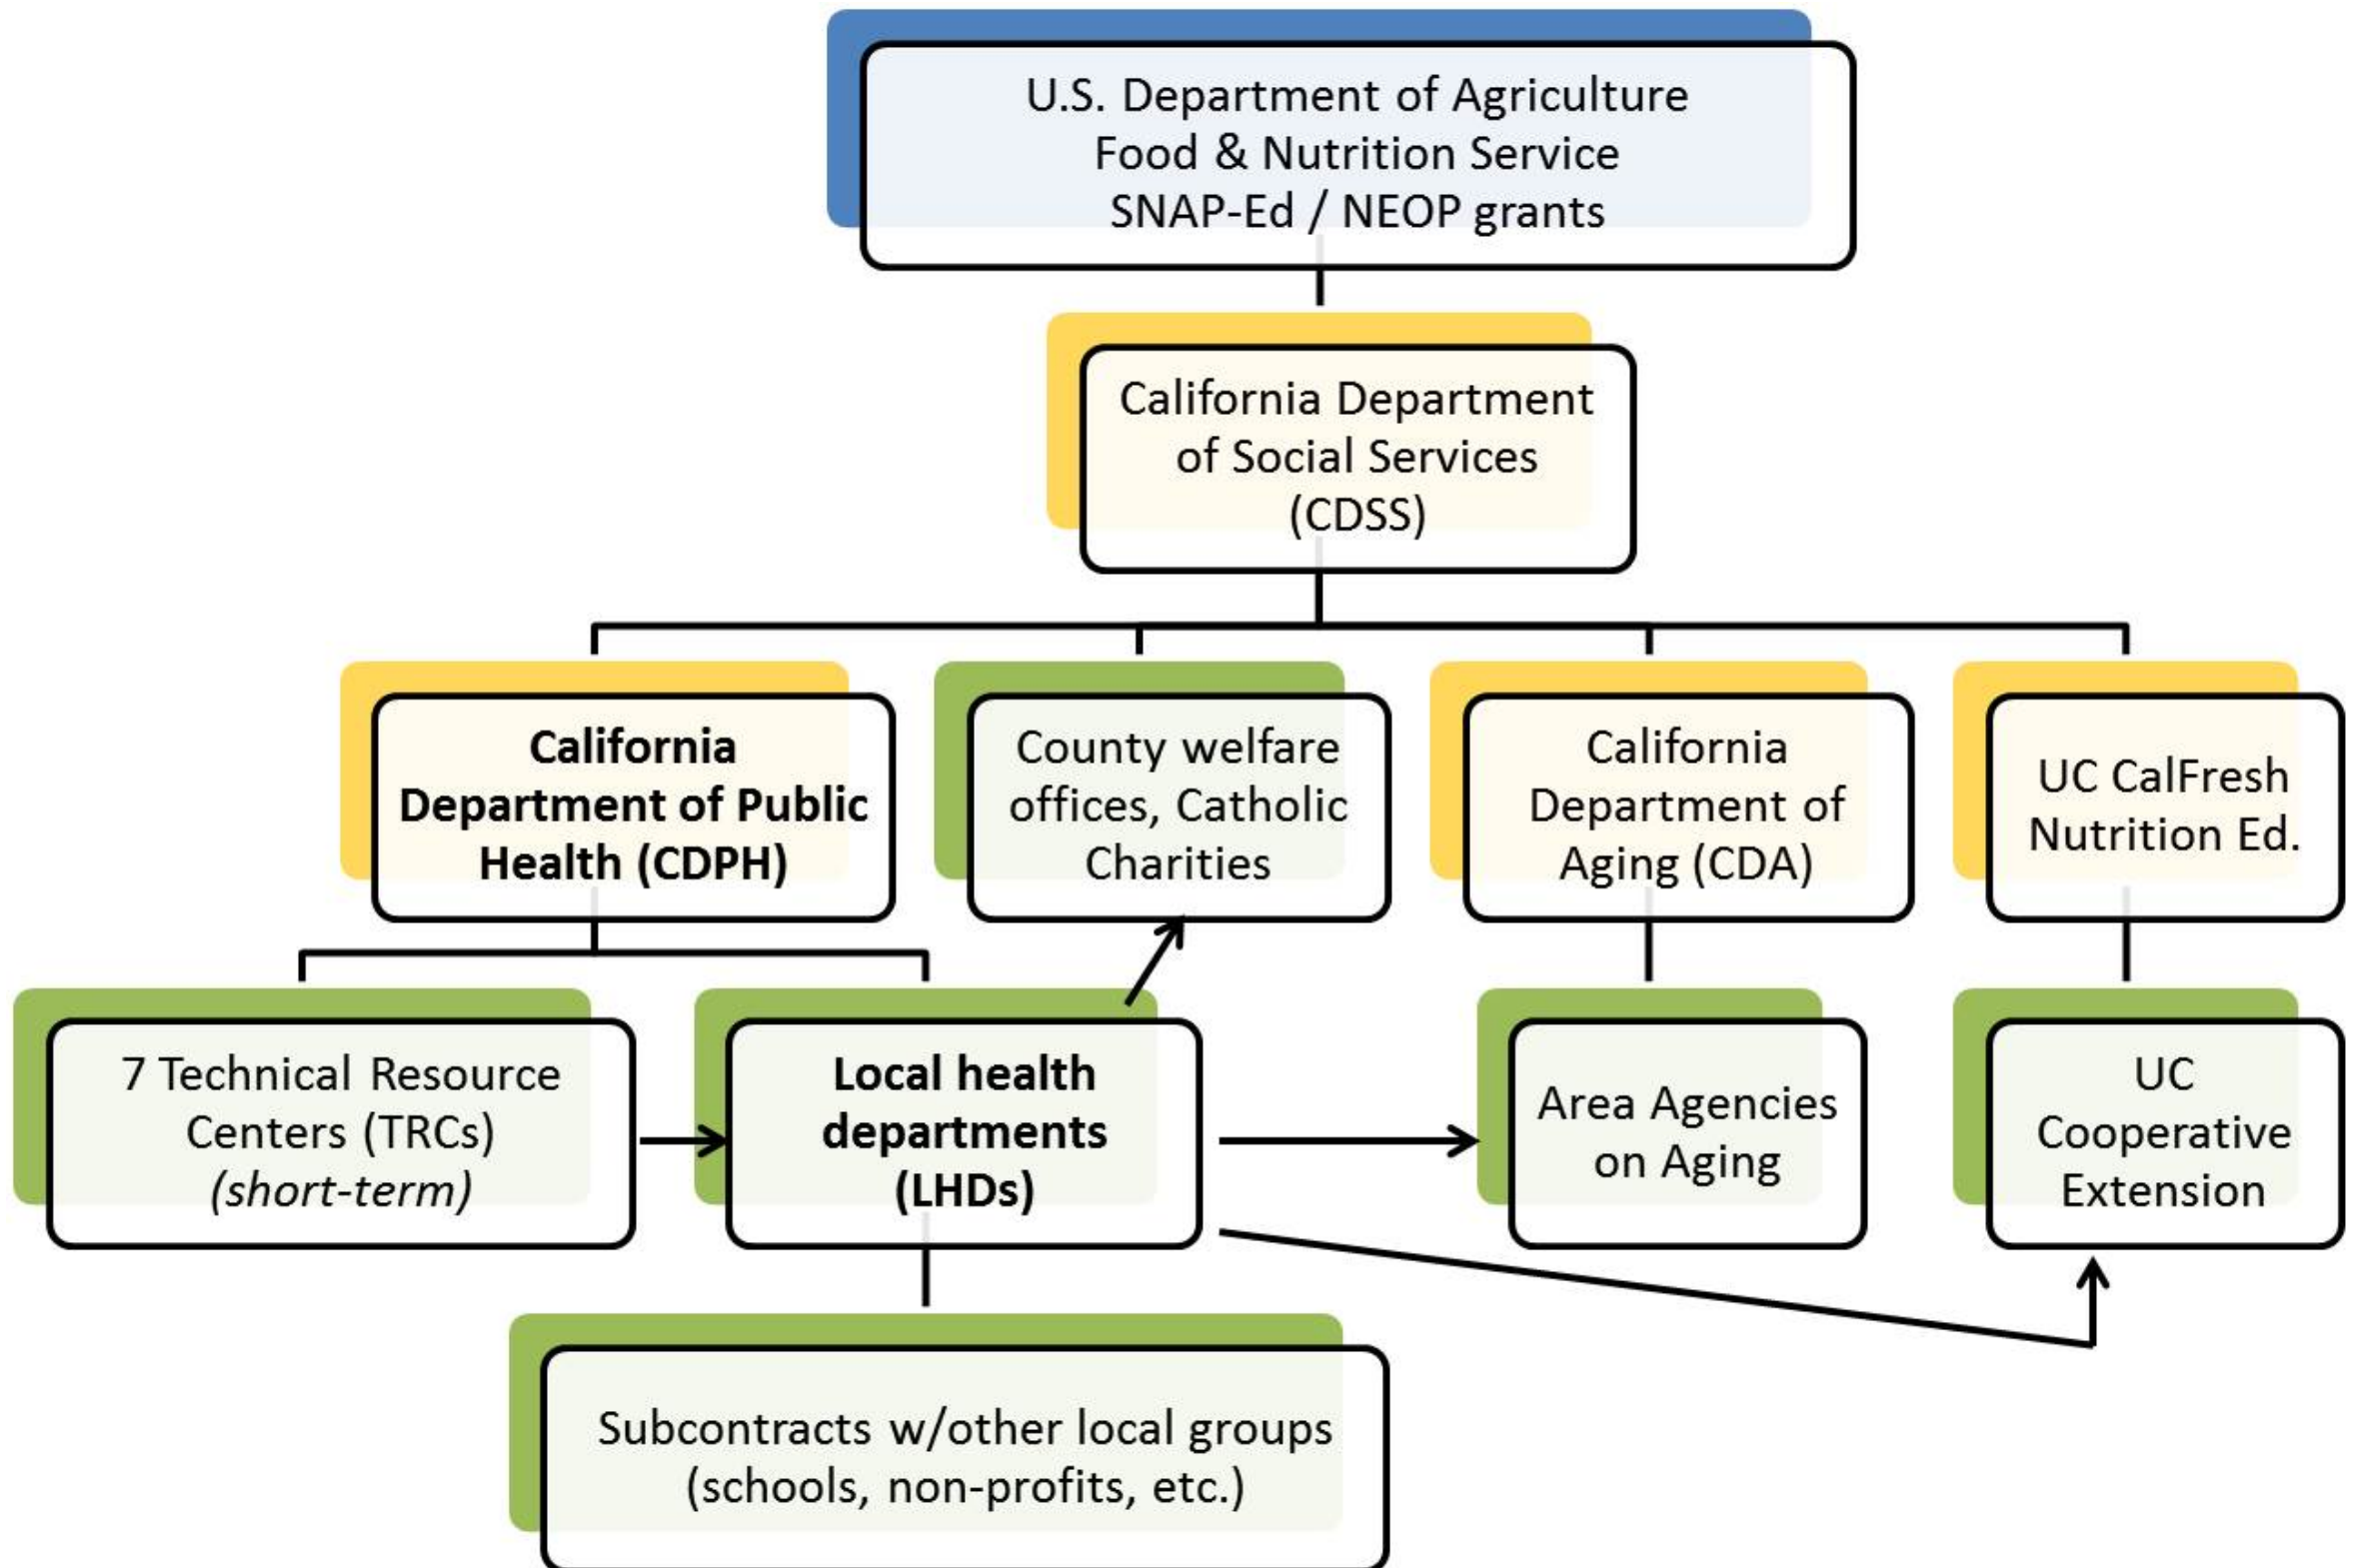 U.S. Department of Agriculture
Food & Nutrition Service
SNAP-Ed / NEOP grants
California Department
of Social Services
(CDSS)
California
Department of Public
Health (CDPH)
County welfare
offices, Catholic
Charities
California
Department of
Aging (CDA)
UC CalFresh
Nutrition Ed.
7 Technical Resource
Centers (TRCs)
(short-term)
Local health
departments
(LHDs)
Area Agencies
on Aging
UC
Cooperative
Extension
Subcontracts w/other local groups
(schools, non-profits, etc.)